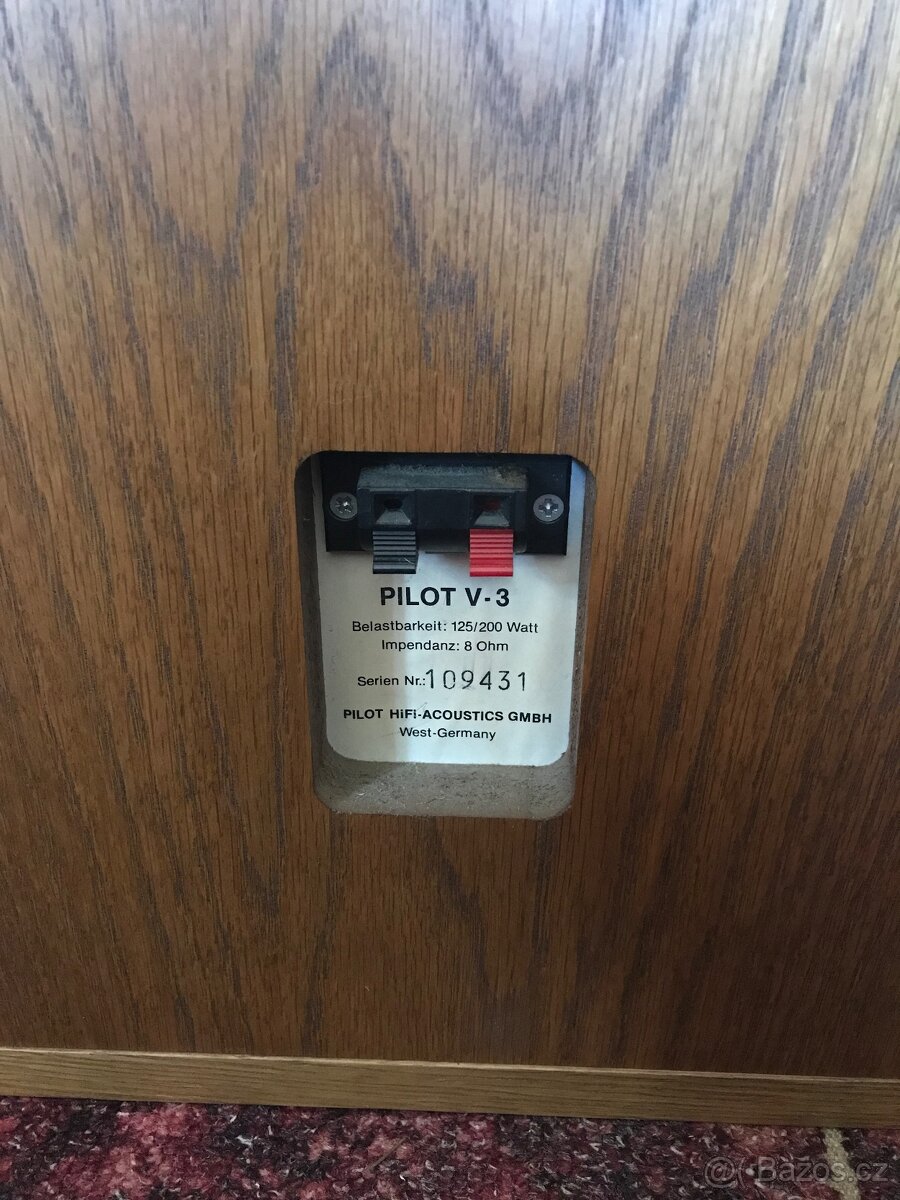 PILOT V-3
Belastbarkeit: 125/200 Watt
Impendanz: 8 Ohm
Serien Nr.: 109431
PILOT HiFi-ACOUSTICS GMBH
West-Germany
@ Bazos.cz